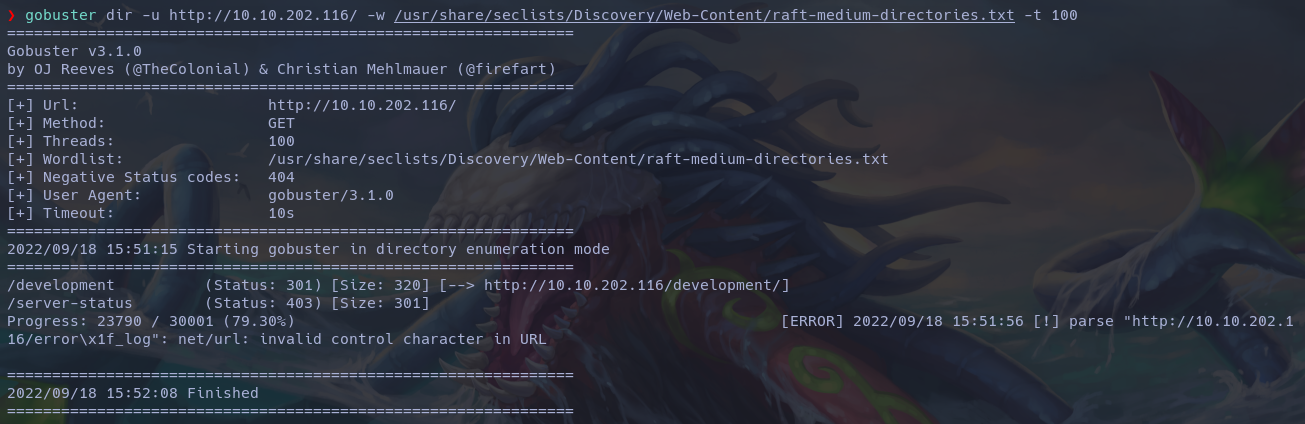 ❯ gobuster dir -u http://10.10.202.116/ -w /usr/share/seclists/Discovery/Web-Content/raft-medium-directories.txt -t 100
===============================================================
Gobuster v3.1.0
by OJ Reeves (@TheColonial) & Christian Mehlmauer (@firefart)
===============================================================
[+] Url:                     http://10.10.202.116/
[+] Method:                  GET
[+] Threads:                 100
[+] Wordlist:                /usr/share/seclists/Discovery/Web-Content/raft-medium-directories.txt
[+] Negative Status codes:   404
[+] User Agent:              gobuster/3.1.0
[+] Timeout:                 10s
===============================================================
2022/09/18 15:51:15 Starting gobuster in directory enumeration mode
===============================================================
/development          (Status: 301) [Size: 320] [--> http://10.10.202.116/development/]
/server-status        (Status: 403) [Size: 301]
Progress: 23790 / 30001 (79.30%)                                                      [ERROR] 2022/09/18 15:51:56 [!] parse "http://10.10.202.1
16/error\x1f_log": net/url: invalid control character in URL
===============================================================
2022/09/18 15:52:08 Finished
===============================================================